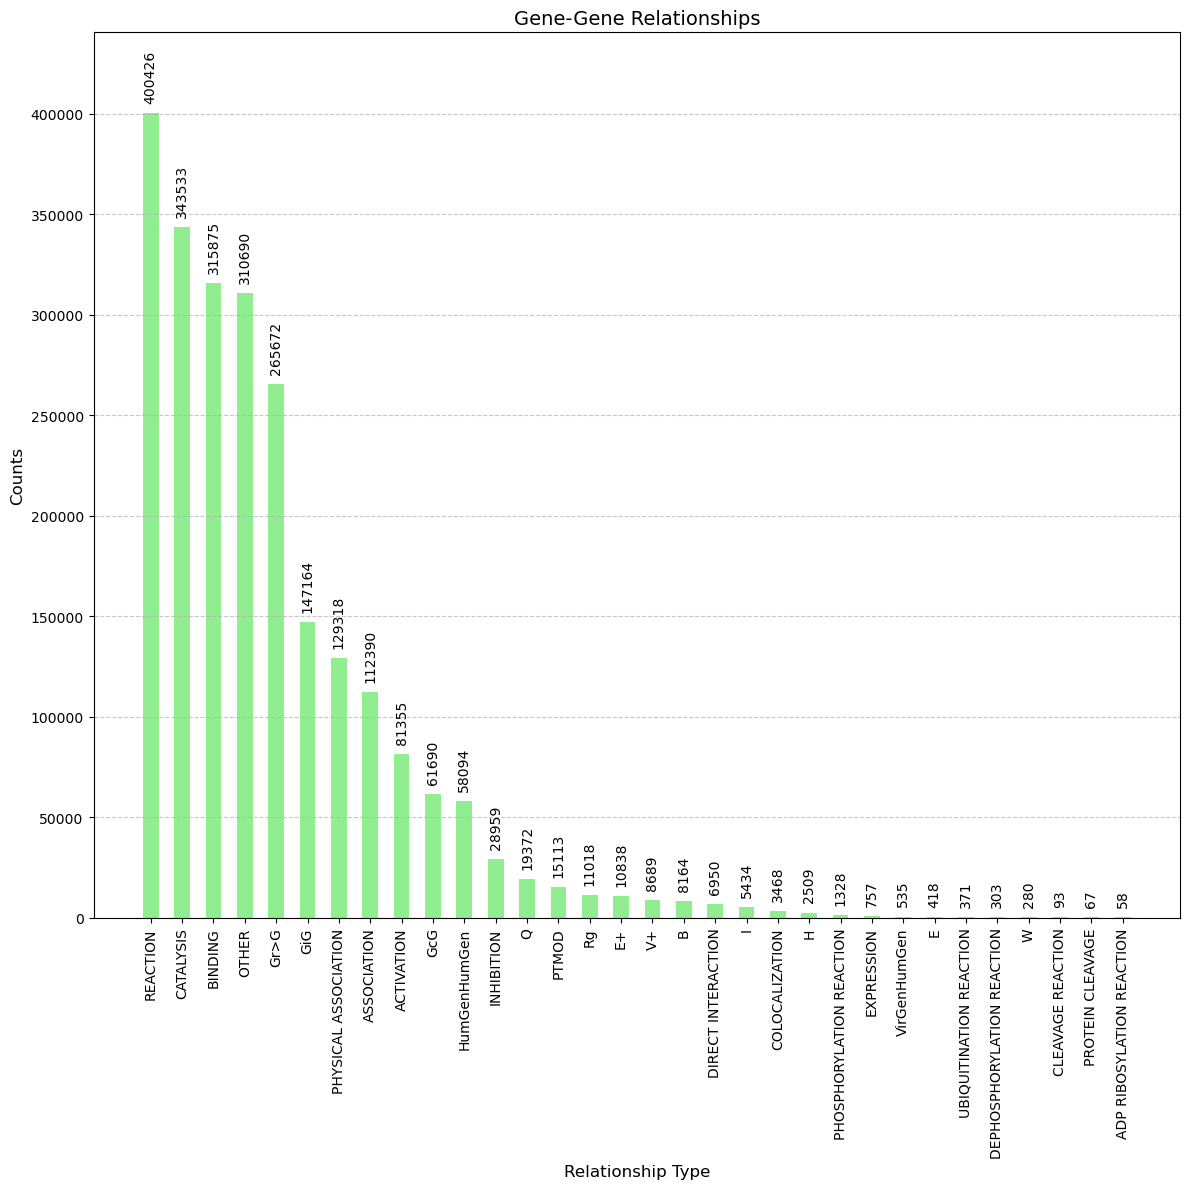 Gene-Gene Relationships
Counts
400000
350000
300000
250000
200000
150000
100000
50000
0
400426
343533
315875
310690
265672
147164
129318
112390
81355
61690
58094
28959
19372
15113
11018
10838
8689
8164
6950
5434
3468
2509
1328
757
535
418
371
303
280
93
67
58
REACTION
CATALYSIS
BINDING
OTHER
Gr>G
GiG
PHYSICAL ASSOCIATION
ASSOCIATION
ACTIVATION
GcG
HumGenHumGen
INHIBITION
Q
PTMOD
Rg
E+
V+
B
DIRECT INTERACTION
I
COLOCALIZATION
H
PHOSPHORYLATION REACTION
EXPRESSION
VirGenHumGen
E
UBIQUITINATION REACTION
DEPHOSPHORYLATION REACTION
W
CLEAVAGE REACTION
PROTEIN CLEAVAGE
ADP RIBOSYLATION REACTION
Relationship Type